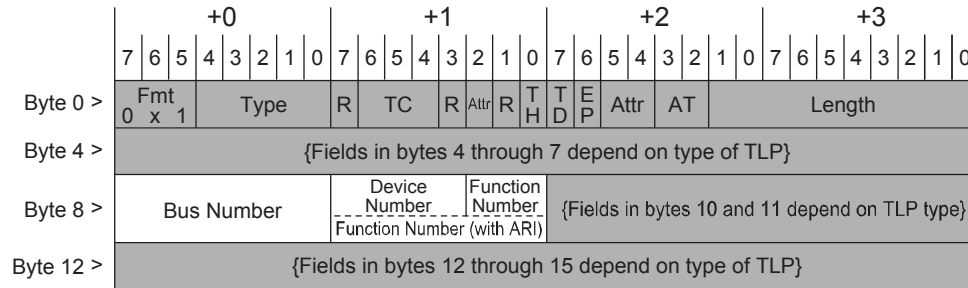 +0 +1 +2 +3
7 6 5 4 3 2 1 0 7 6 5 4 3 2 1 0 7 6 5 4 3 2 1 0 7 6 5 4 3 2 1 0
Byte 0 > Fmt 0 x 1 Type R TC R Attr R TH TD EP Attr AT Length
Byte 4 > {Fields in bytes 4 through 7 depend on type of TLP}
Byte 8 > Bus Number Device Number Function Number {Fields in bytes 10 and 11 depend on TLP type}
Function Number (with ARI)
Byte 12 > {Fields in bytes 12 through 15 depend on type of TLP}